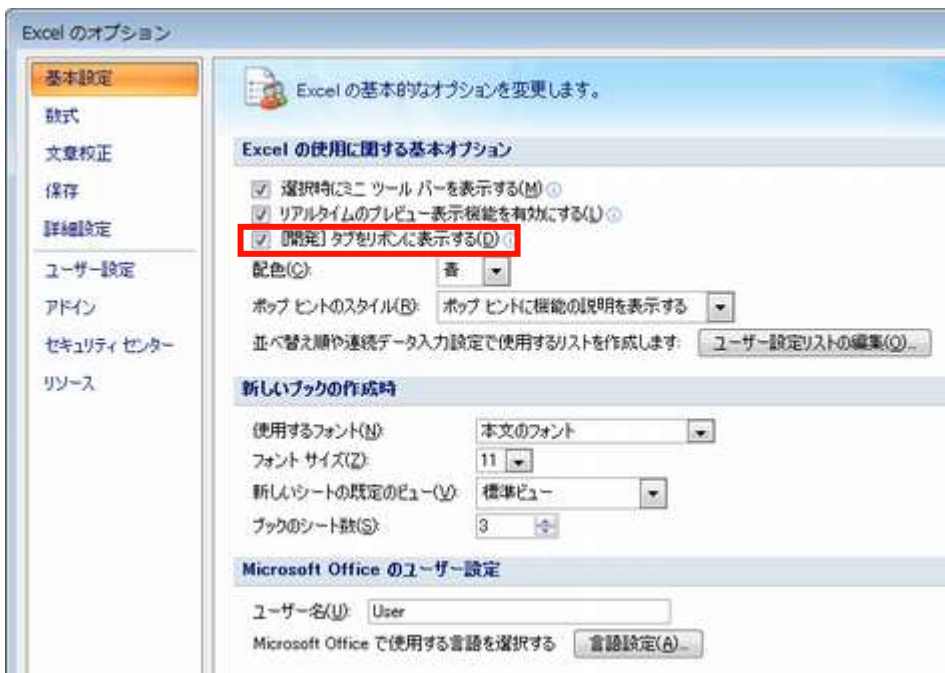 Excel のオプション
基本設定
数式
文章校正
保存
詳細設定
ユーザー設定
アドイン
セキュリティ センター
リソース
Excel の基本的なオプションを変更します。
Excel の使用に関する基本オプション
選択時にミニ ツール バーを表示する(M)
リアルタイムのプレビュー表示機能を有効にする(L)
[開発] タブをリボンに表示する(D)
配色(C): 青
ポップ ヒントのスタイル(R): ポップ ヒントに機能の説明を表示する
並べ替え順や連続データ入力設定で使用するリストを作成します: ユーザー設定リストの編集(O)...
新しいブックの作成時
使用するフォント(N): 本文のフォント
フォント サイズ(Z): 11
新しいシートの既定のビュー(V): 標準ビュー
ブックのシート数(S): 3
Microsoft Office のユーザー設定
ユーザー名(U): User
Microsoft Office で使用する言語を選択する 言語設定(A)...